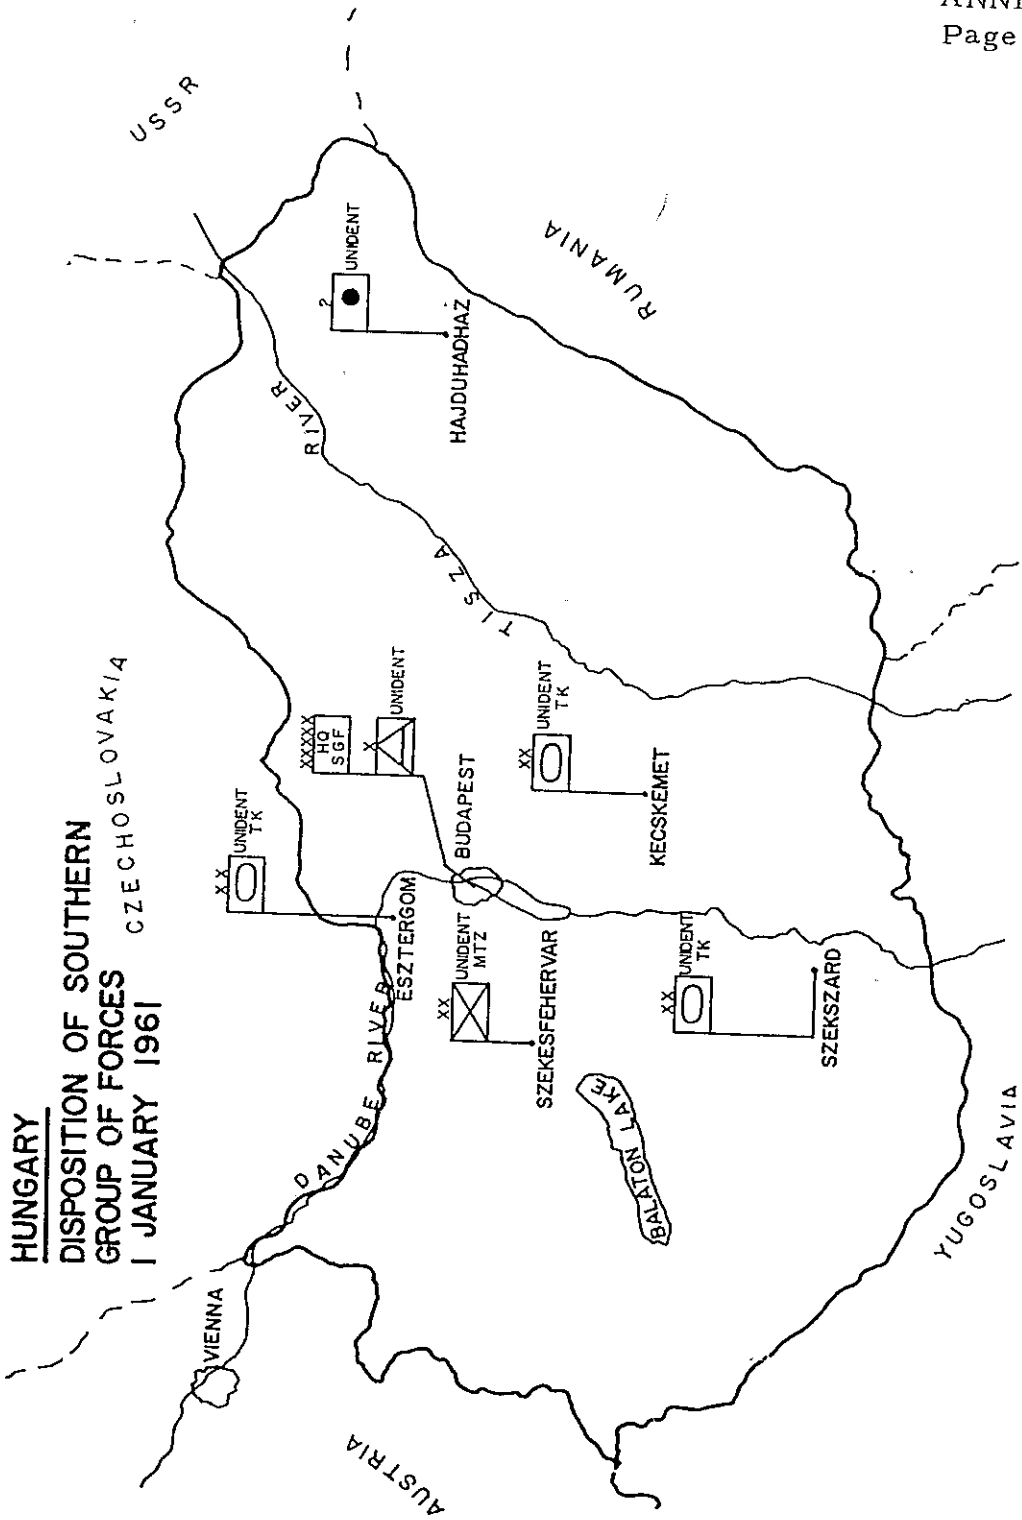 ANNE
Page
HUNGARY
DISPOSITION OF SOUTHERN
GROUP OF FORCES
1 JANUARY 1961
CZECHOSLOVAKIA
USSR
RUMANIA
YUGOSLAVIA
AUSTRIA
VIENNA
DANUBE RIVER
TISZA RIVER
BALATON LAKE
XX
UNIDENT
TK
ESZTERGOM
XXXXX
HQ
SGF
X
UNIDENT
BUDAPEST
XX
UNIDENT
MTZ
SZEKESFEHERVAR
XX
UNIDENT
TK
KECSKEMET
XX
UNIDENT
TK
SZEKSZARD
?
UNIDENT
HAJDUHADHAZ